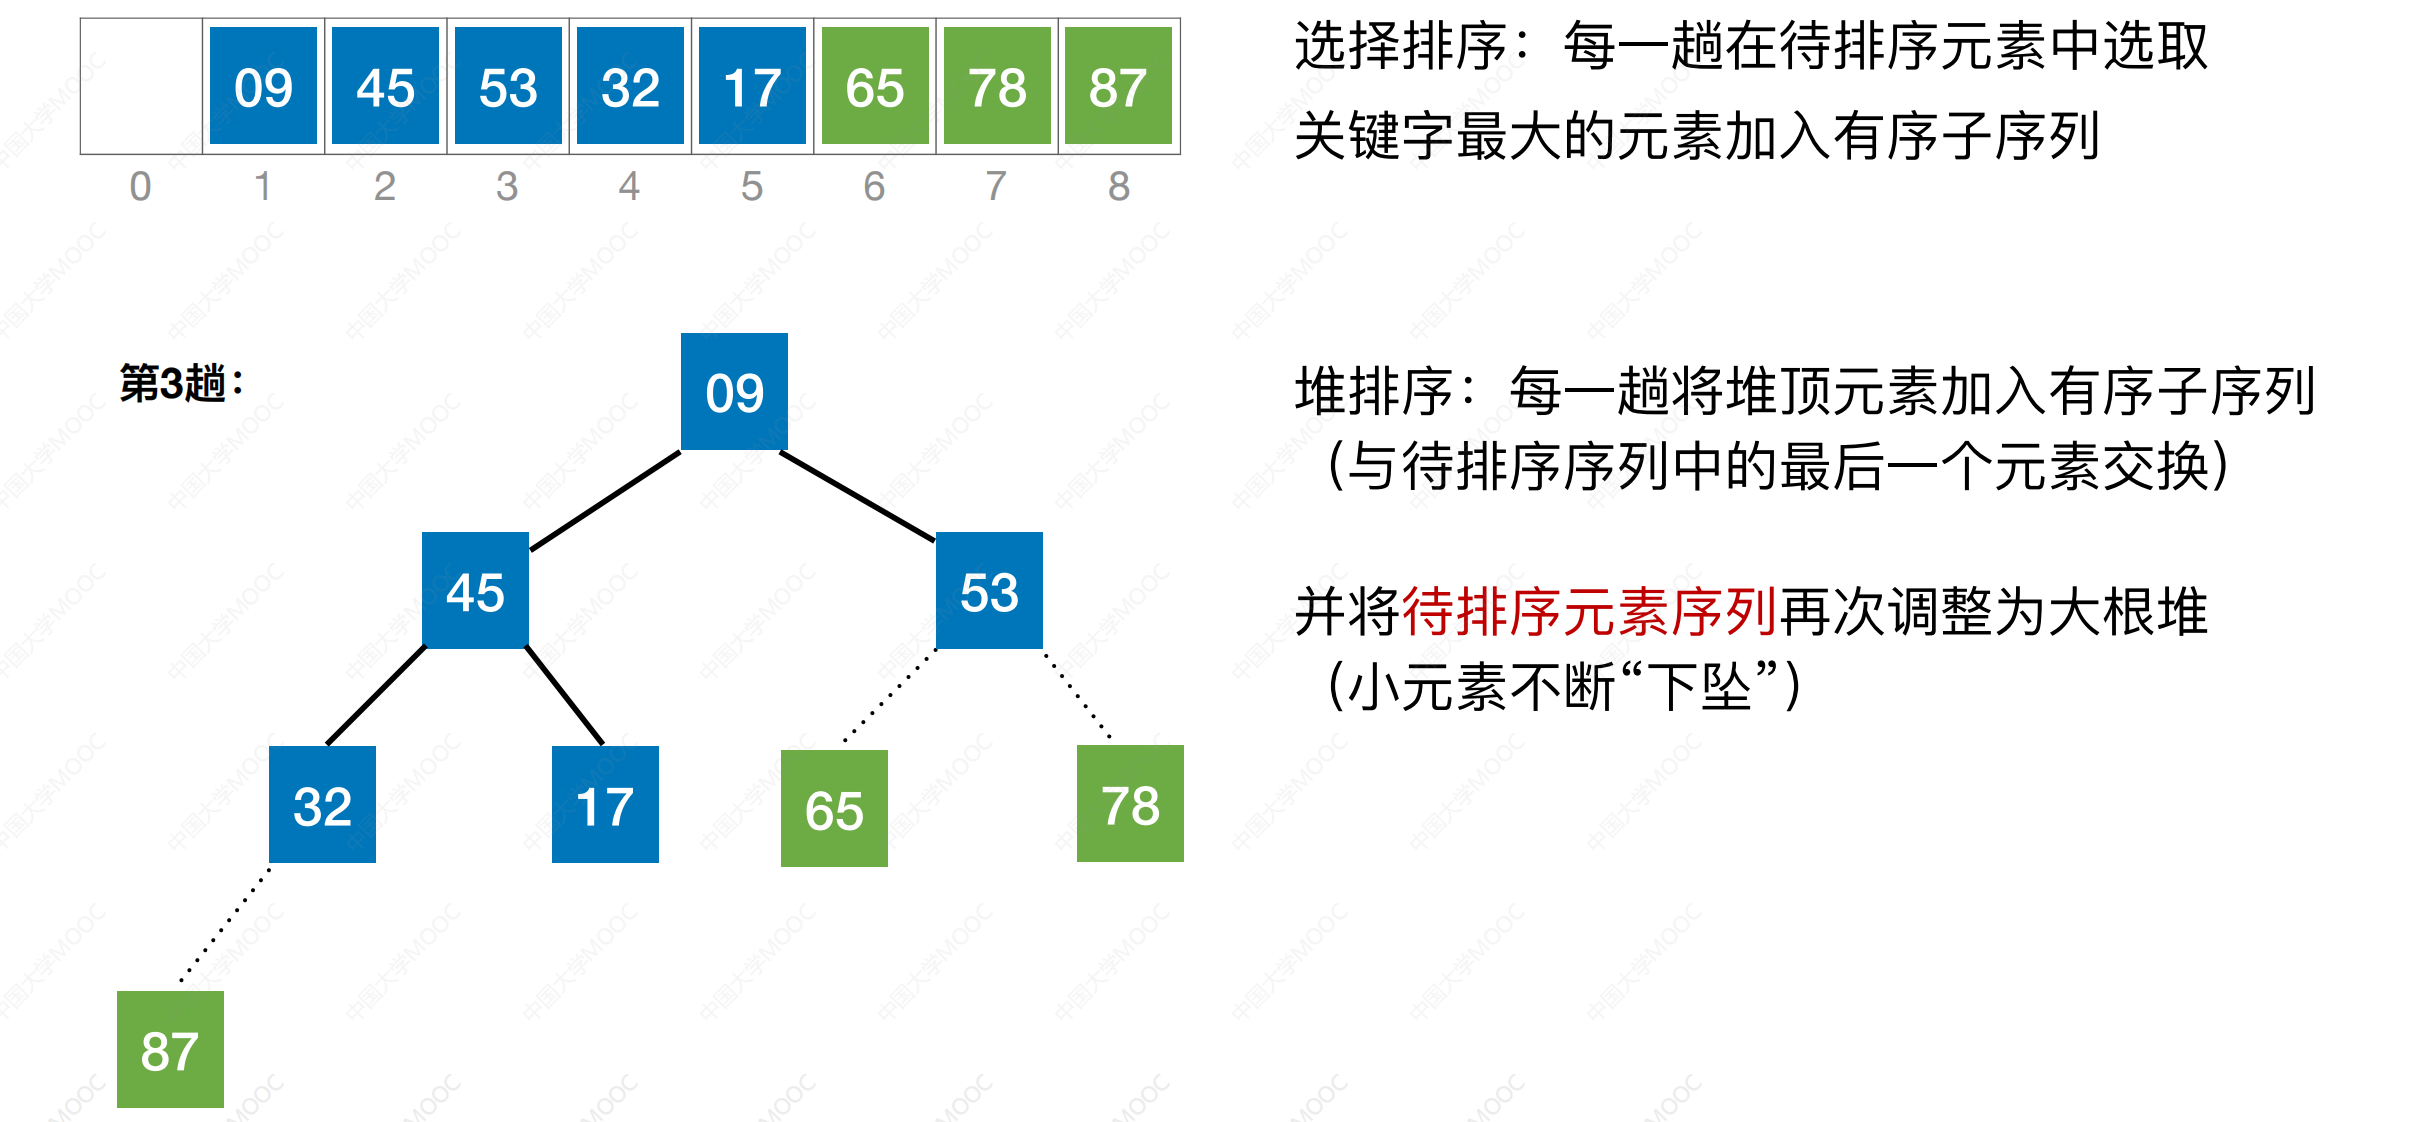 09 45 53 32 17 65 78 87
0 1 2 3 4 5 6 7 8
选择排序：每一趟在待排序元素中选取
关键字最大的元素加入有序子序列
第3趟：
09
45 53
32 17 65 78
87
堆排序：每一趟将堆顶元素加入有序子序列
（与待排序序列中的最后一个元素交换）
并将待排序元素序列再次调整为大根堆
（小元素不断“下坠”）
中国大学MOOC